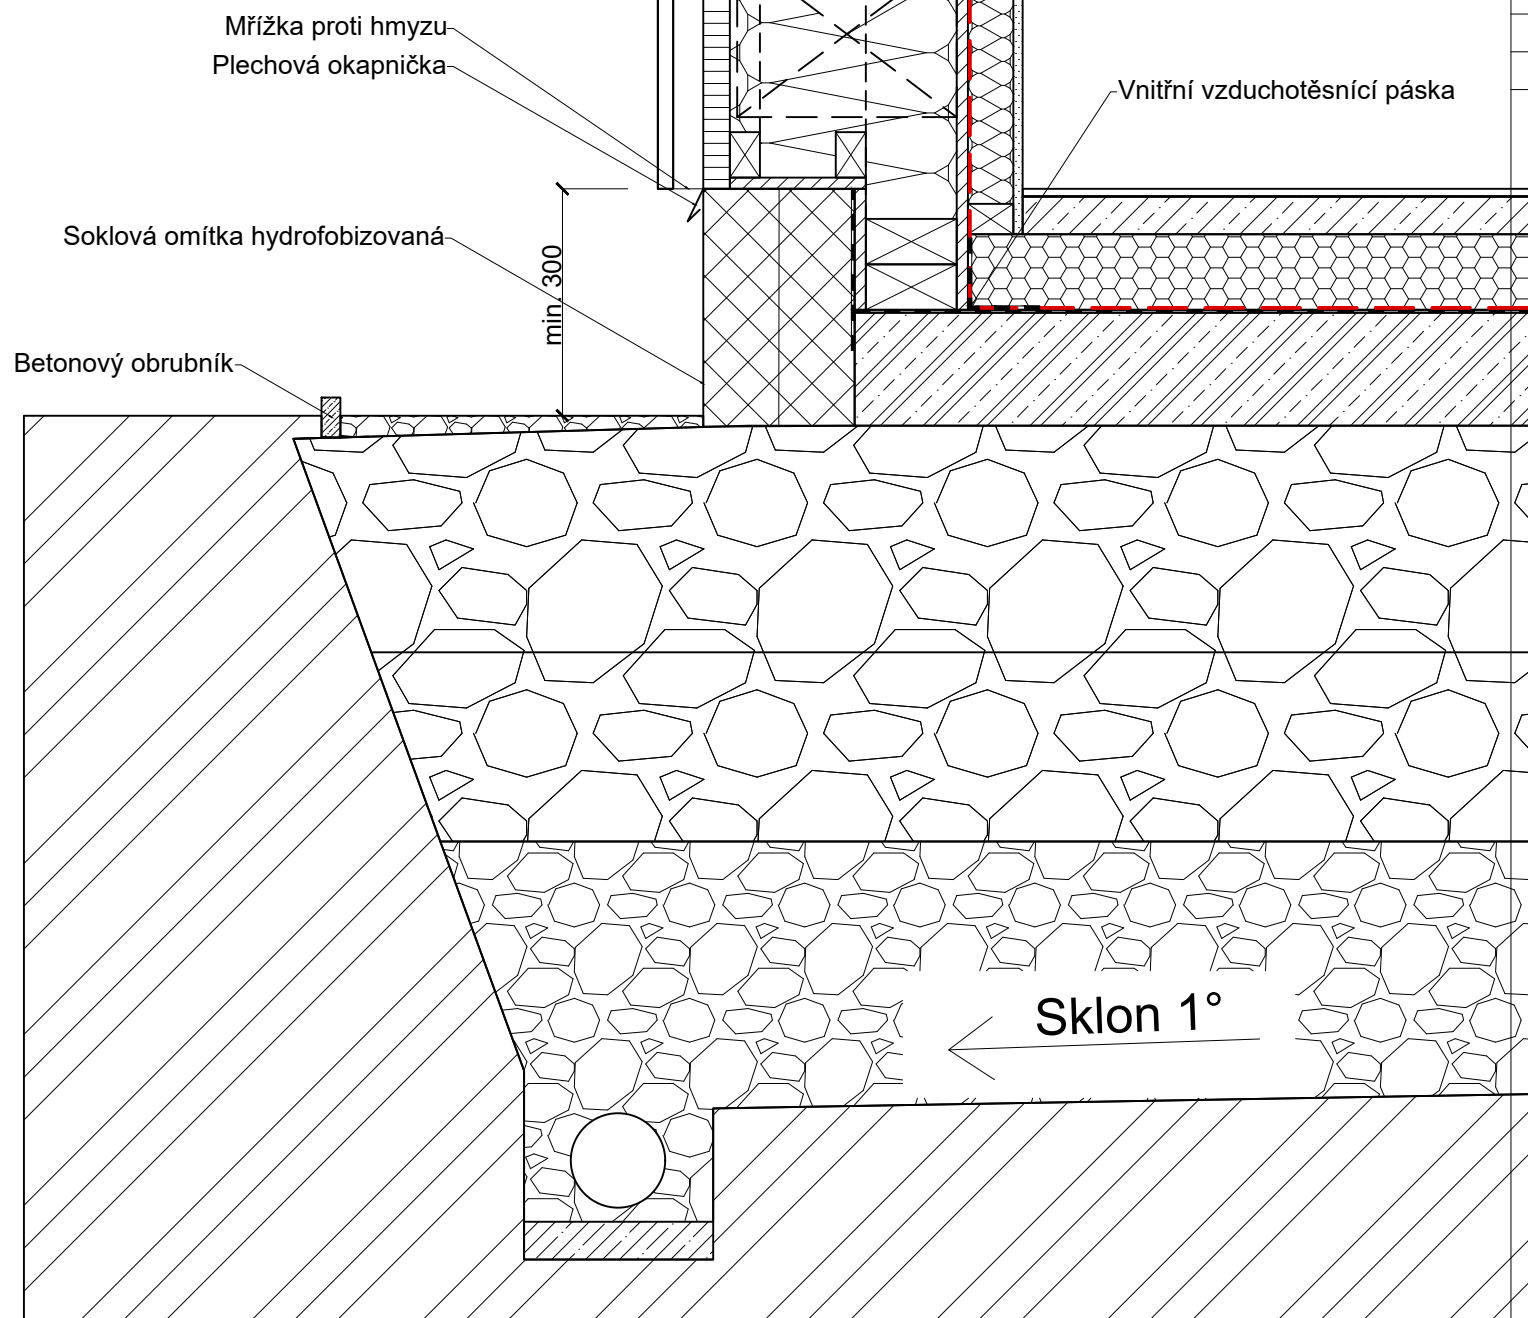 Mřížka proti hmyzu
Plechová okapnička
Vnitřní vzduchotěsnící páska
Soklová omítka hydrofobizovaná
min. 300
Betonový obrubník
Sklon 1°